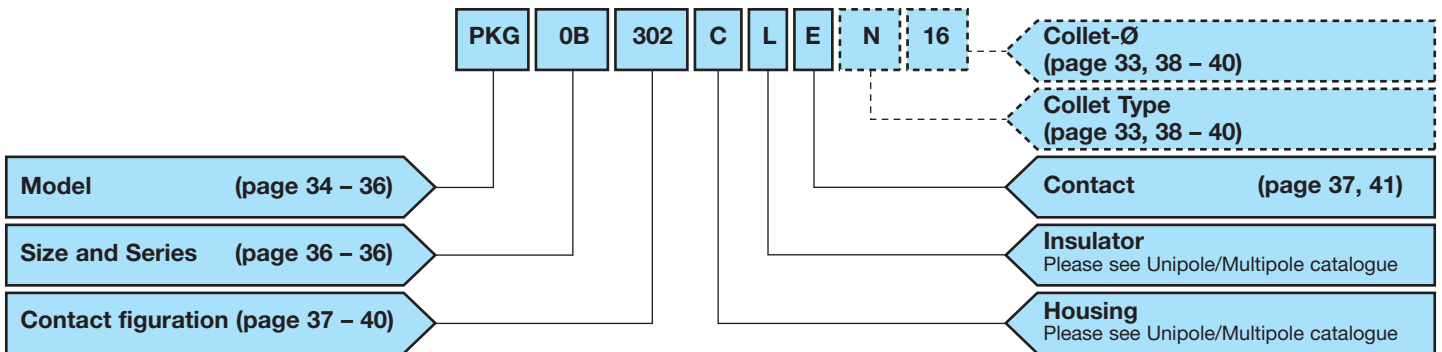 PKG 0B 302 C L E N 16
Collet-Ø
(page 33, 38 – 40)
Collet Type
(page 33, 38 – 40)
Model (page 34 – 36)
Contact (page 37, 41)
Size and Series (page 36 – 36)
Insulator
Please see Unipole/Multipole catalogue
Contact figuration (page 37 – 40)
Housing
Please see Unipole/Multipole catalogue